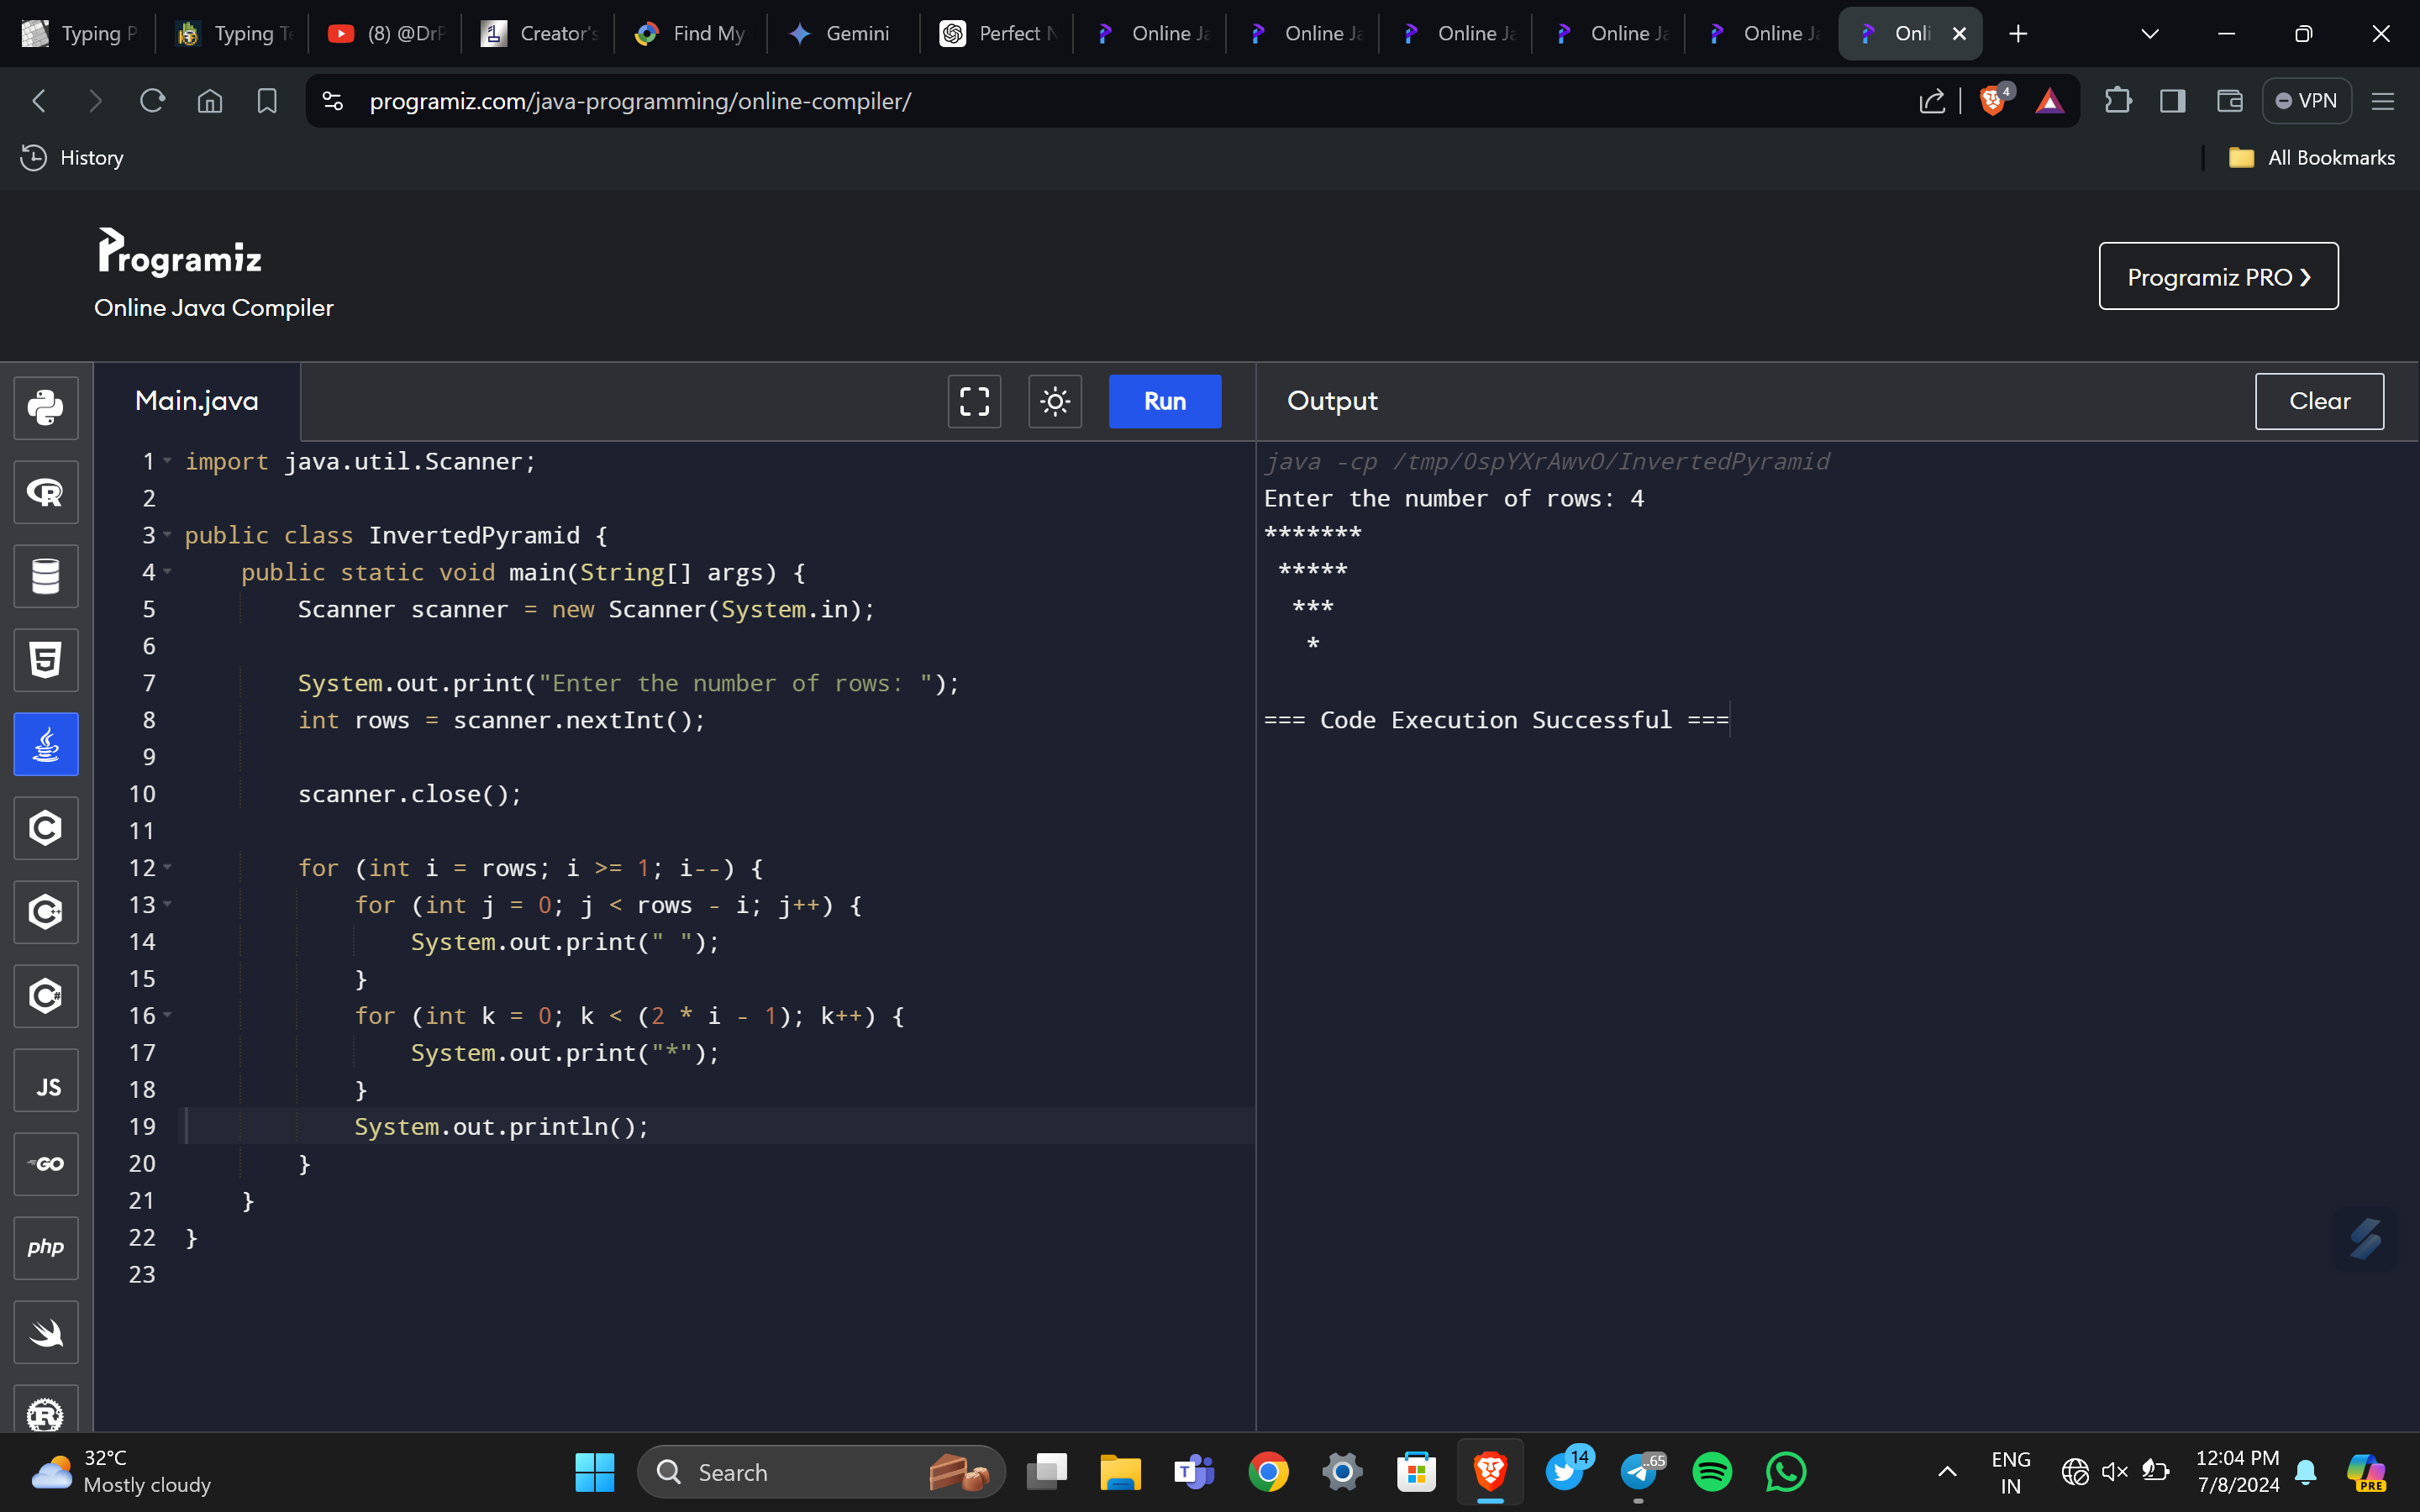 Typing P
Typing Te
(8) @DrP
Creator's
Find My
Gemini
Perfect N
Online Ja
Online Ja
Online Ja
Online Ja
Online Ja
Onli
programiz.com/java-programming/online-compiler/
4
VPN
History
All Bookmarks
Programiz
Online Java Compiler
Programiz PRO ❯
Main.java
Run
Output
Clear
1 import java.util.Scanner;
2
3 public class InvertedPyramid {
4     public static void main(String[] args) {
5         Scanner scanner = new Scanner(System.in);
6
7         System.out.print("Enter the number of rows: ");
8         int rows = scanner.nextInt();
9
10         scanner.close();
11
12         for (int i = rows; i >= 1; i--) {
13             for (int j = 0; j < rows - i; j++) {
14                 System.out.print(" ");
15             }
16             for (int k = 0; k < (2 * i - 1); k++) {
17                 System.out.print("*");
18             }
19             System.out.println();
20         }
21     }
22 }
23
java -cp /tmp/OspYXrAwvO/InvertedPyramid
Enter the number of rows: 4
*******
 *****
  ***
   *
=== Code Execution Successful ===
R
5
C
C++
C#
JS
GO
php
R
32°C
Mostly cloudy
Search
T
14
..65
ENG
IN
12:04 PM
7/8/2024
PRE